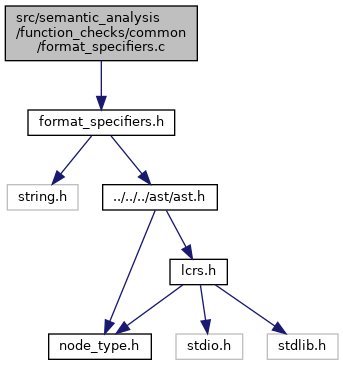 src/semantic_analysis
/function_checks/common
/format_specifiers.c
format_specifiers.h
string.h
../../../ast/ast.h
lcrs.h
node_type.h
stdio.h
stdlib.h